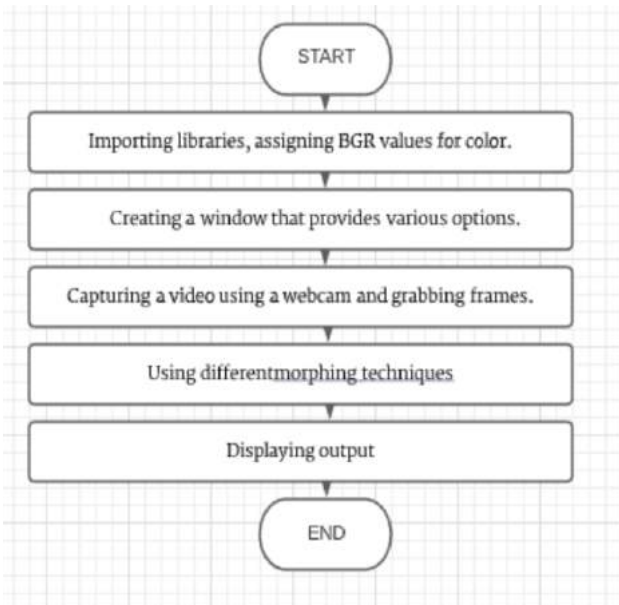 START
Importing libraries, assigning BGR values for color.
Creating a window that provides various options.
Capturing a video using a webcam and grabbing frames.
Using differentmorphing techniques
Displaying output
END